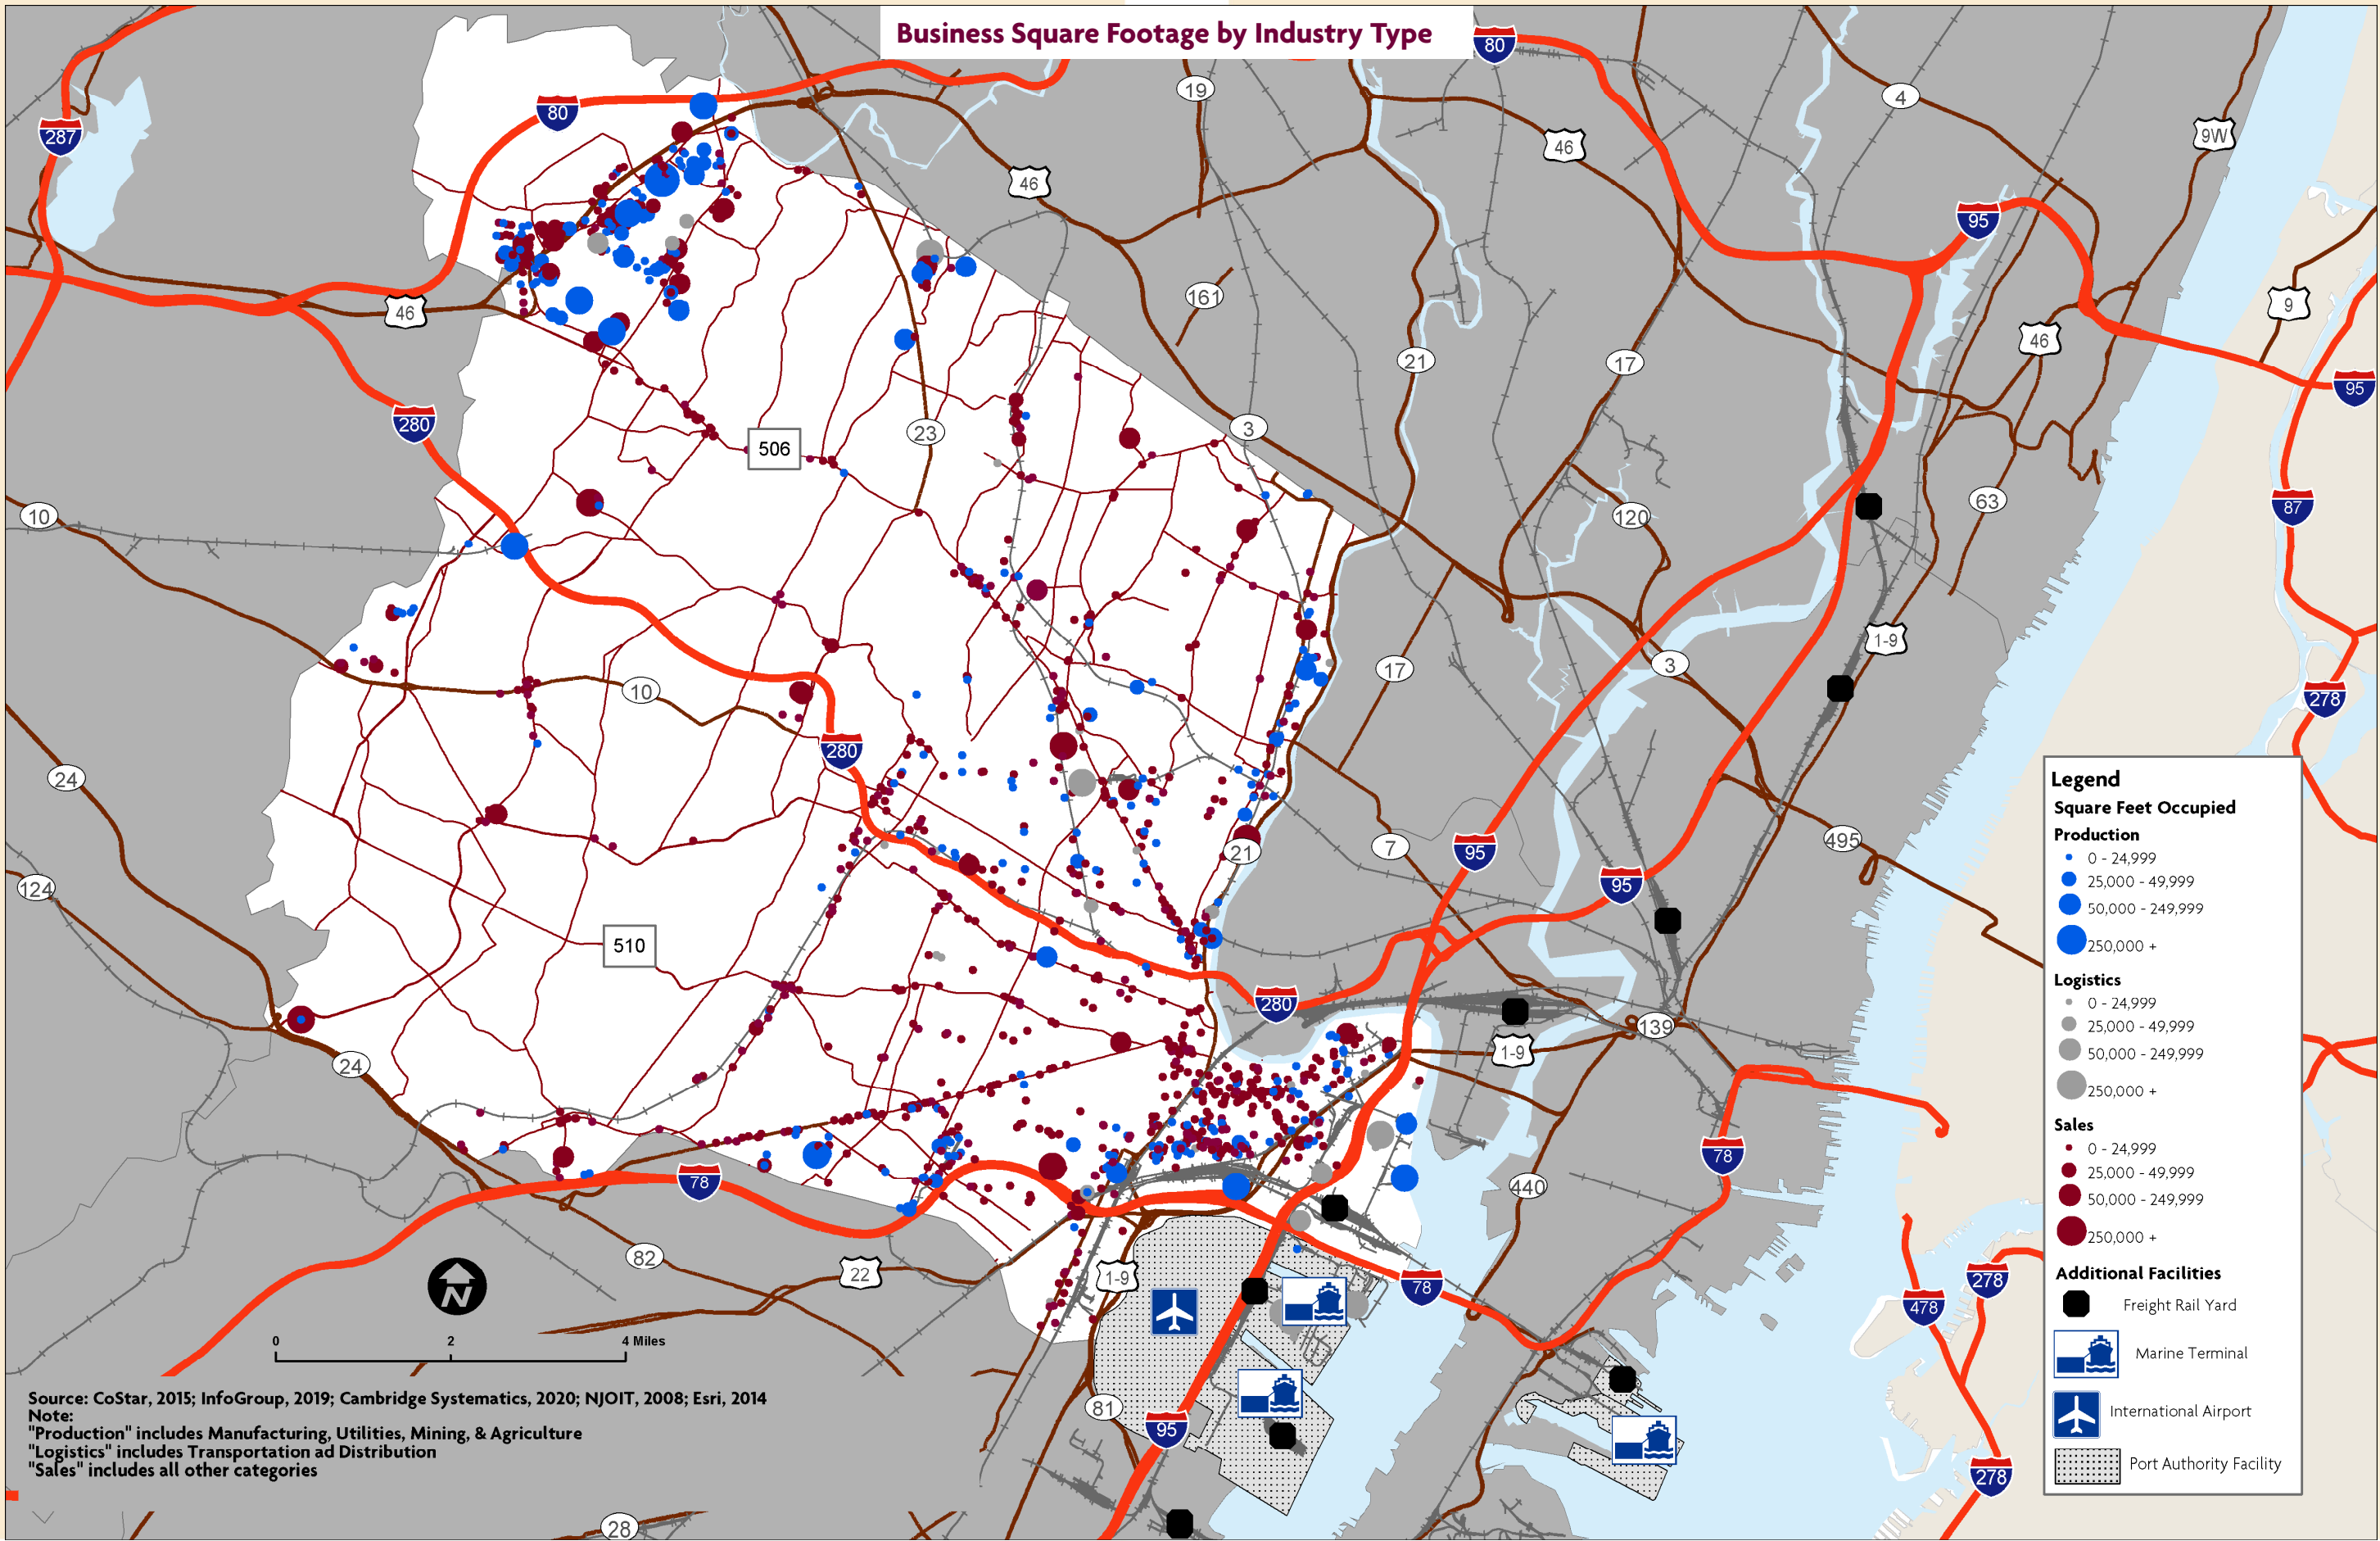 Business Square Footage by Industry Type
80
19
4
9W
287
80
46
46
95
46
161
9
46
21
17
95
280
23
3
506
10
120
63
87
1-9
17
3
10
278
280
24
7
495
21
95
95
124
510
280
139
1-9
24
78
78
440
82
22
1-9
78
278
478
81
95
278
28
0
2
4 Miles
N
Source: CoStar, 2015; InfoGroup, 2019; Cambridge Systematics, 2020; NJOIT, 2008; Esri, 2014
Note:
"Production" includes Manufacturing, Utilities, Mining, & Agriculture
"Logistics" includes Transportation ad Distribution
"Sales" includes all other categories
Legend
Square Feet Occupied
Production
0 - 24,999
25,000 - 49,999
50,000 - 249,999
250,000 +
Logistics
0 - 24,999
25,000 - 49,999
50,000 - 249,999
250,000 +
Sales
0 - 24,999
25,000 - 49,999
50,000 - 249,999
250,000 +
Additional Facilities
Freight Rail Yard
Marine Terminal
International Airport
Port Authority Facility